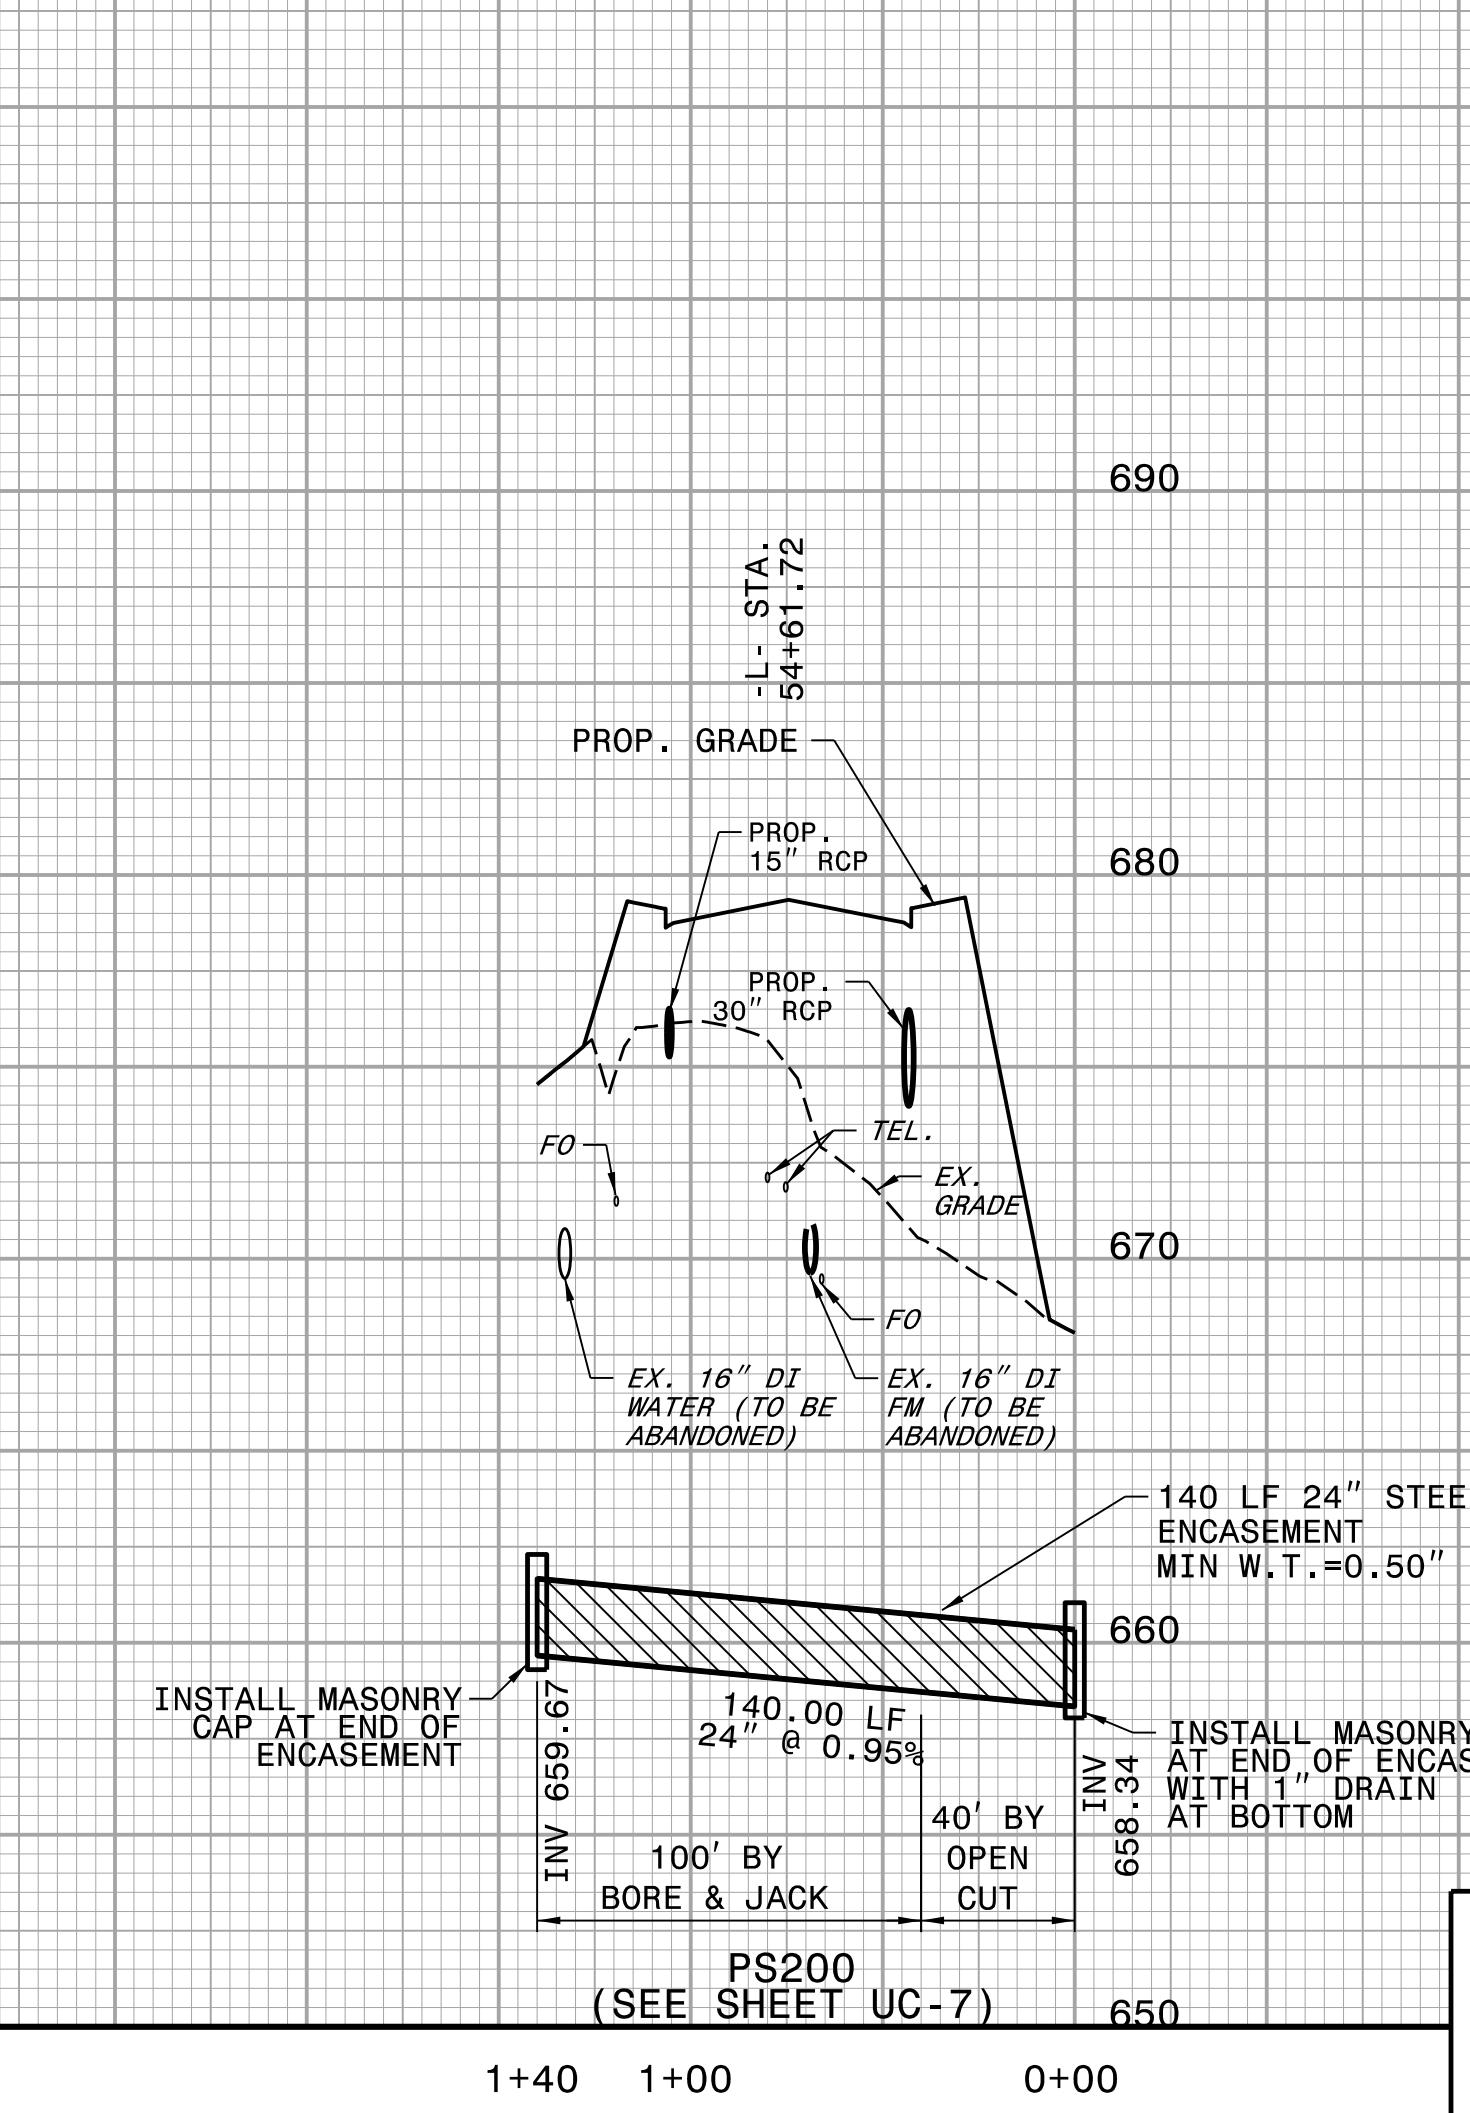 690
-L- STA.
54+61.72
PROP. GRADE
PROP.
15" RCP
680
PROP.
30" RCP
TEL.
FO
EX.
GRADE
670
FO
EX. 16" DI
WATER (TO BE
ABANDONED)
EX. 16" DI
FM (TO BE
ABANDONED)
140 LF 24" STEE
ENCASEMENT
MIN W.T.=0.50"
660
INSTALL MASONRY
CAP AT END OF
ENCASEMENT
INV 659.67
140.00 LF
24" @ 0.95%
INSTALL MASONRY
AT END OF ENCAS
WITH 1" DRAIN
AT BOTTOM
INV
658.34
100' BY
BORE & JACK
40' BY
OPEN
CUT
PS200
(SEE SHEET UC-7)
650
1+40 1+00 0+00